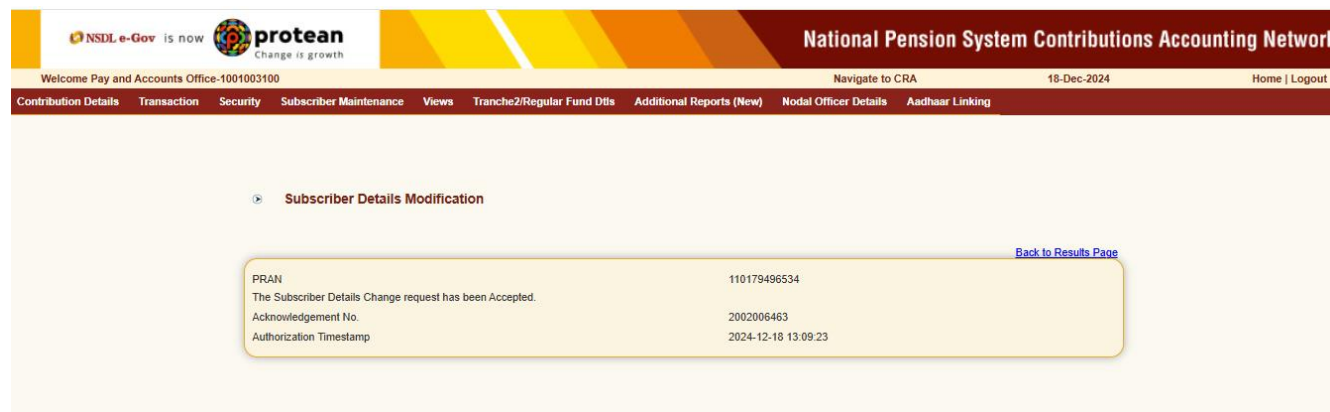 NSDL e-Gov is now protean
Change is growth
National Pension System Contributions Accounting Network
Welcome Pay and Accounts Office-1001003100 Navigate to CRA 18-Dec-2024 Home | Logout
Contribution Details Transaction Security Subscriber Maintenance Views Tranche2/Regular Fund Dtls Additional Reports (New) Nodal Officer Details Aadhaar Linking
Subscriber Details Modification
Back to Results Page
PRAN 110179496534
The Subscriber Details Change request has been Accepted.
Acknowledgement No. 2002006463
Authorization Timestamp 2024-12-18 13:09:23